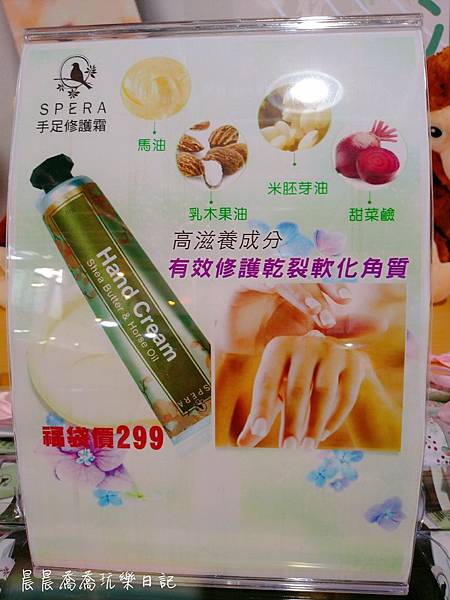 SPERA
手足修護霜
馬油
乳木果油
米胚芽油
甜菜鹼
高滋養成分
有效修護乾裂軟化角質
Hand Cream
Shea Butter & Horse Oil
SPERA
福袋價299
晨晨喬喬玩樂日記